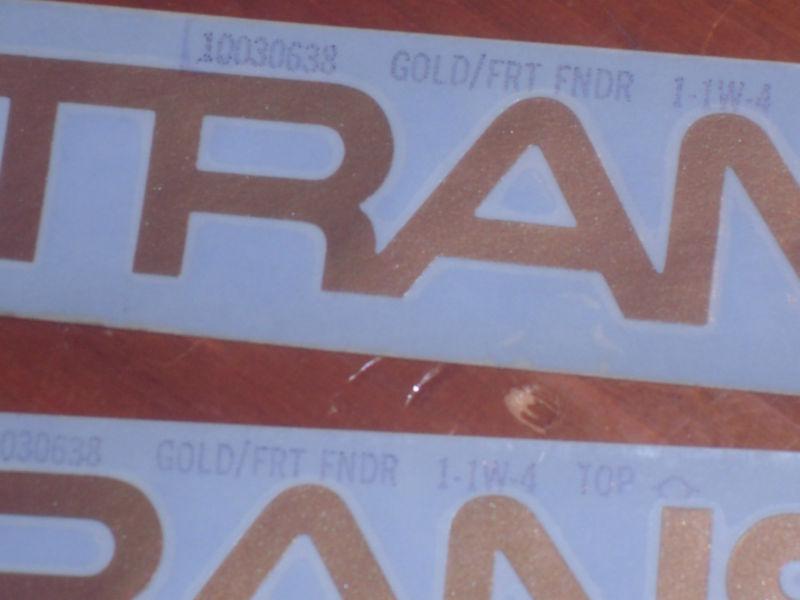 10030638 GOLD/FRT FNDR 1-1W-4
TRAN
030638 GOLD/FRT FNDR 1-1W-4 TOP
RANS